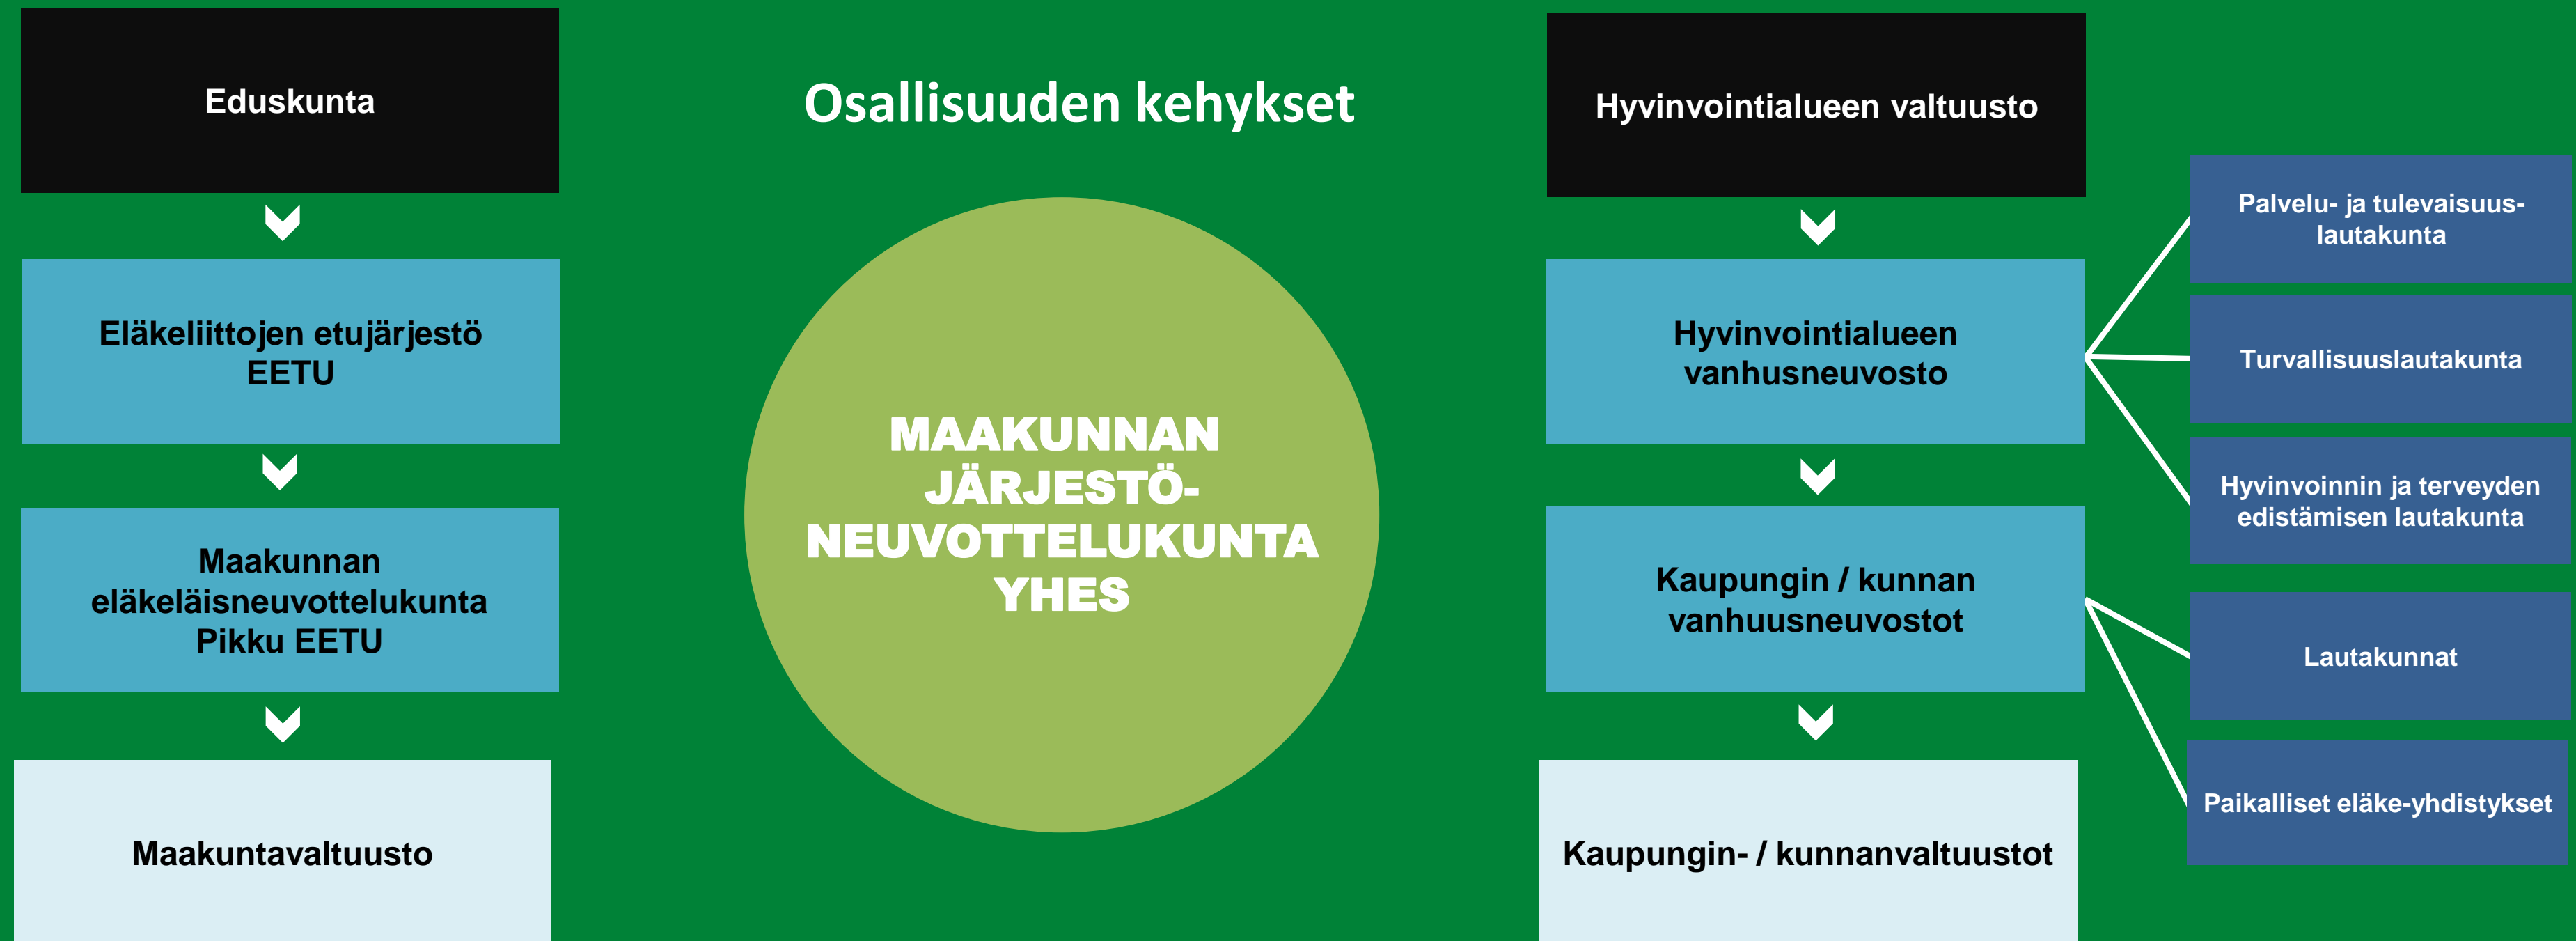 Eduskunta
Eläkeliittojen etujärjestö
EETU
Maakunnan
eläkeläisneuvottelukunta
Pikku EETU
Maakuntavaltuusto
Osallisuuden kehykset
MAAKUNNAN
JÄRJESTÖ-
NEUVOTTELUKUNTA
YHES
Hyvinvointialueen valtuusto
Hyvinvointialueen
vanhusneuvosto
Kaupungin / kunnan
vanhuusneuvostot
Kaupungin- / kunnanvaltuustot
Palvelu- ja tulevaisuus-
lautakunta
Turvallisuuslautakunta
Hyvinvoinnin ja terveyden
edistämisen lautakunta
Lautakunnat
Paikalliset eläke-yhdistykset